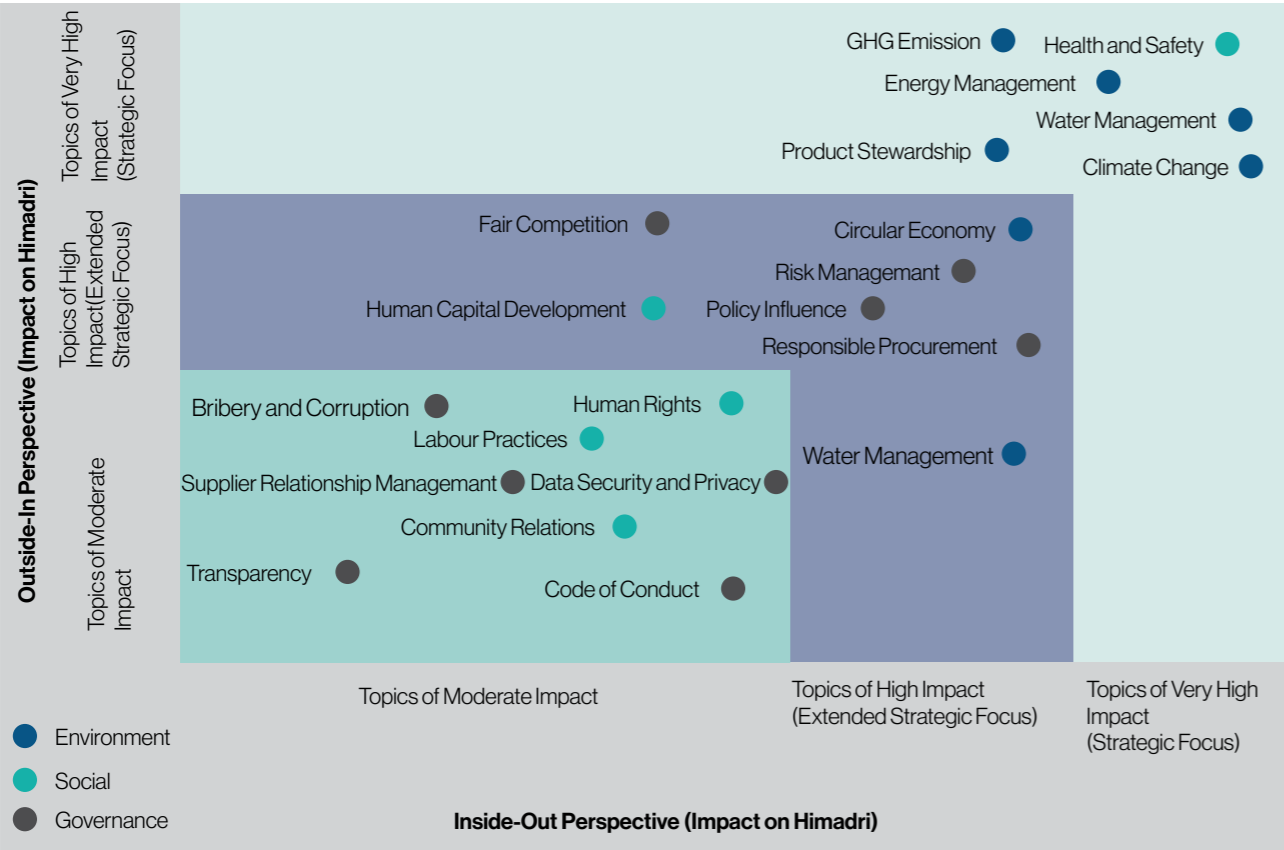 Outside-In Perspective (Impact on Himadri)
Topics of Very High
Impact
(Strategic Focus)
Topics of High
Impact(Extended
Strategic Focus)
Topics of Moderate
Impact
GHG Emission
Health and Safety
Energy Management
Water Management
Product Stewardship
Climate Change
Fair Competition
Circular Economy
Risk Managemant
Human Capital Development
Policy Influence
Responsible Procurement
Bribery and Corruption
Human Rights
Labour Practices
Water Management
Supplier Relationship Managemant
Data Security and Privacy
Community Relations
Transparency
Code of Conduct
Topics of Moderate Impact
Topics of High Impact
(Extended Strategic Focus)
Topics of Very High
Impact
(Strategic Focus)
Environment
Social
Governance
Inside-Out Perspective (Impact on Himadri)